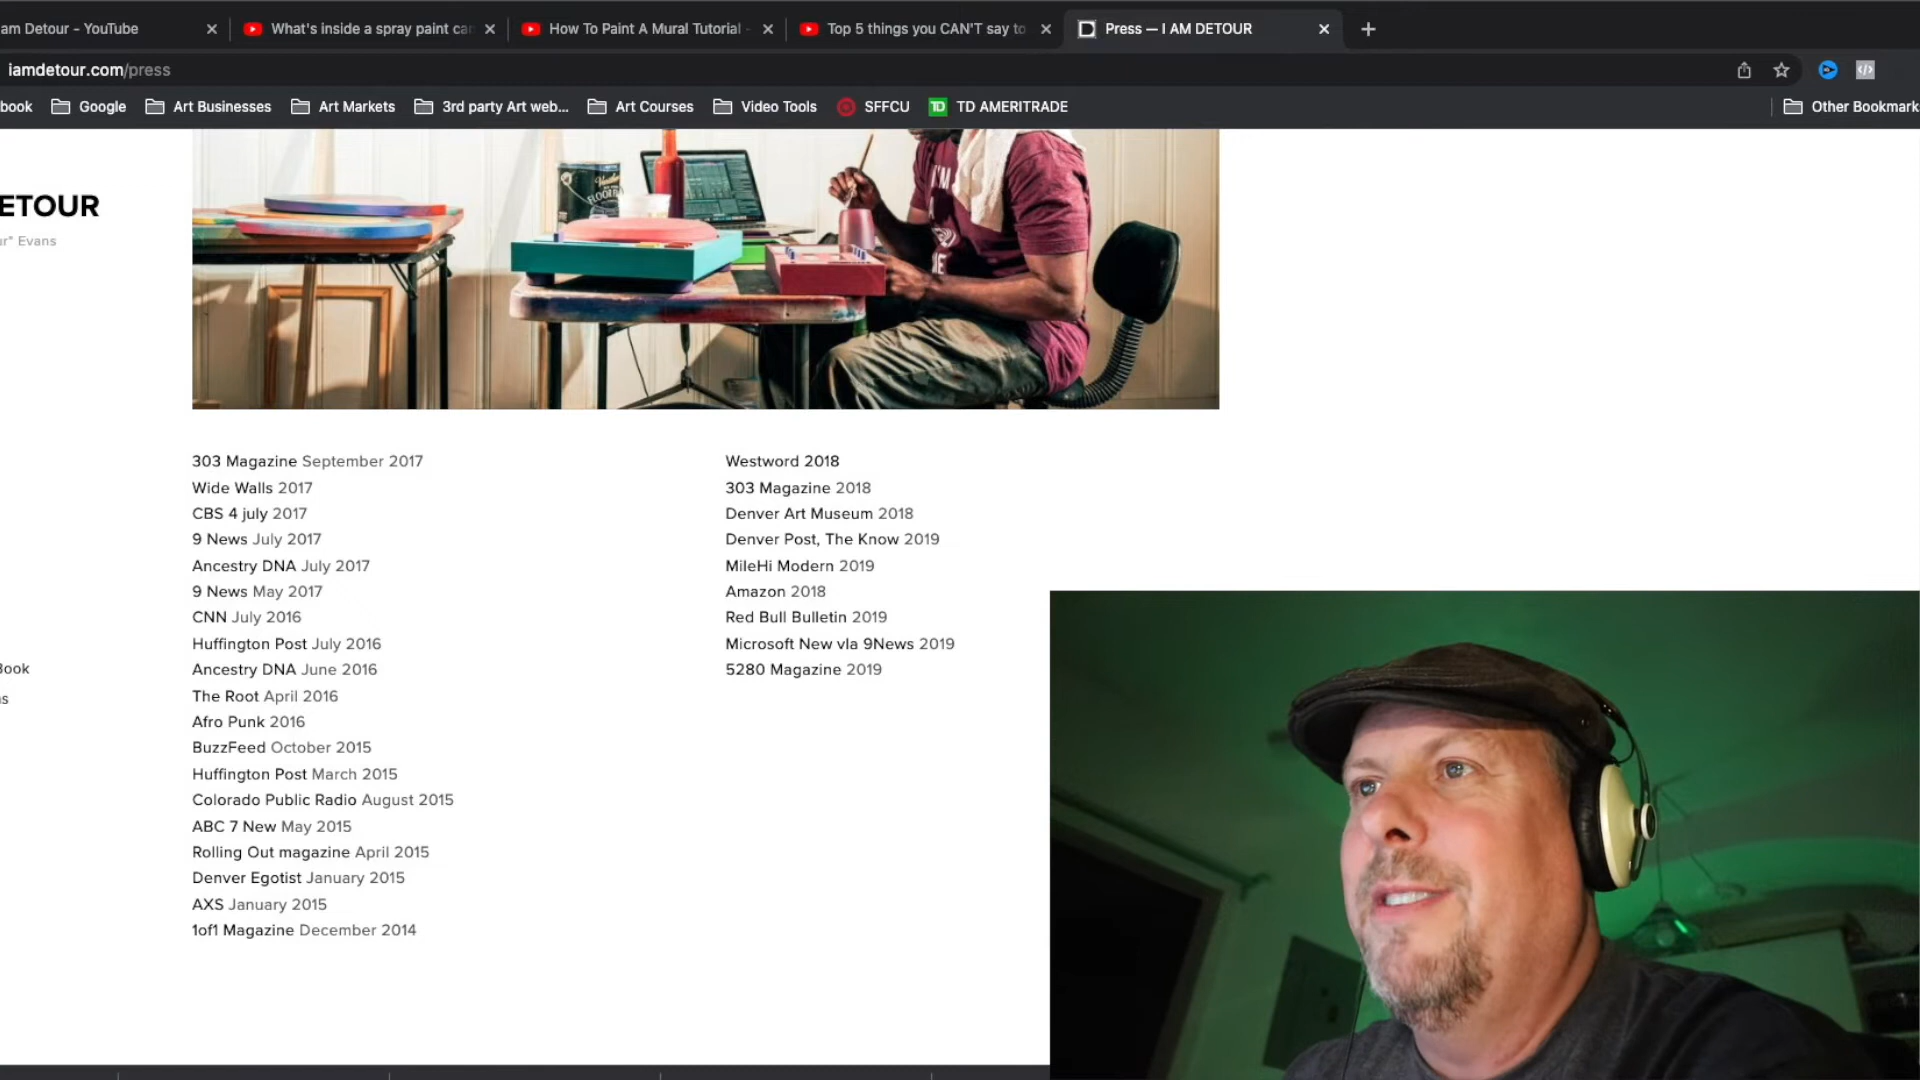 am Detour - YouTube
What's inside a spray paint ca
How To Paint A Mural Tutorial -
Top 5 things you CAN'T say to
Press — I AM DETOUR
iamdetour.com/press
book
Google
Art Businesses
Art Markets
3rd party Art web...
Art Courses
Video Tools
SFFCU
TD
TD AMERITRADE
Other Bookmark
ETOUR
ur" Evans
Book
s
303 Magazine September 2017
Wide Walls 2017
CBS 4 july 2017
9 News July 2017
Ancestry DNA July 2017
9 News May 2017
CNN July 2016
Huffington Post July 2016
Ancestry DNA June 2016
The Root April 2016
Afro Punk 2016
BuzzFeed October 2015
Huffington Post March 2015
Colorado Public Radio August 2015
ABC 7 New May 2015
Rolling Out magazine April 2015
Denver Egotist January 2015
AXS January 2015
1of1 Magazine December 2014
Westword 2018
303 Magazine 2018
Denver Art Museum 2018
Denver Post, The Know 2019
MileHi Modern 2019
Amazon 2018
Red Bull Bulletin 2019
Microsoft New vIa 9News 2019
5280 Magazine 2019